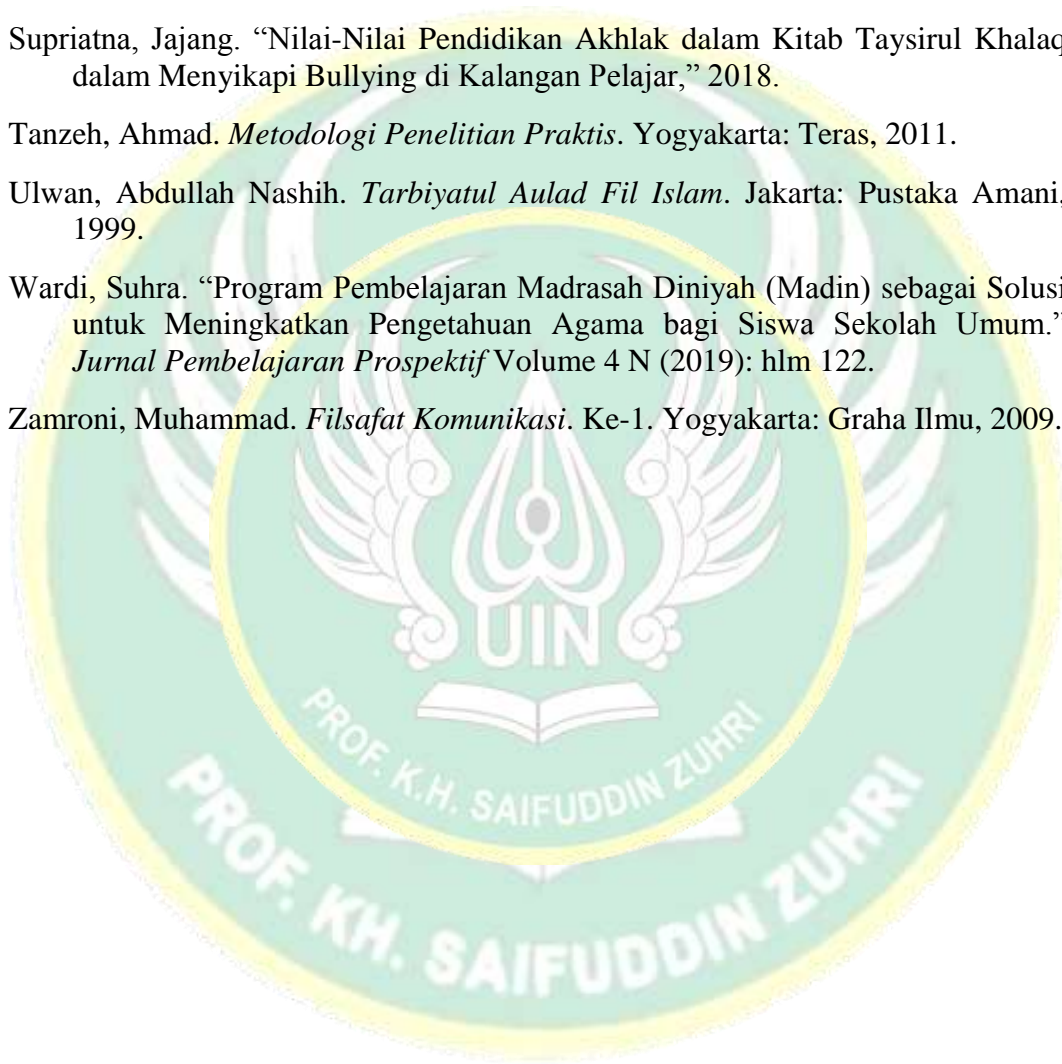 Supriatna, Jajang. “Nilai-Nilai Pendidikan Akhlak dalam Kitab Taysirul Khalaq
dalam Menyikapi Bullying di Kalangan Pelajar,” 2018.
Tanzeh, Ahmad. Metodologi Penelitian Praktis. Yogyakarta: Teras, 2011.
Ulwan, Abdullah Nashih. Tarbiyatul Aulad Fil Islam. Jakarta: Pustaka Amani,
1999.
Wardi, Suhra. “Program Pembelajaran Madrasah Diniyah (Madin) sebagai Solusi
untuk Meningkatkan Pengetahuan Agama bagi Siswa Sekolah Umum.”
Jurnal Pembelajaran Prospektif Volume 4 N (2019): hlm 122.
Zamroni, Muhammad. Filsafat Komunikasi. Ke-1. Yogyakarta: Graha Ilmu, 2009.
UIN
PROF. K.H. SAIFUDDIN ZUHRI
PROF. KH. SAIFUDDIN ZUHRI